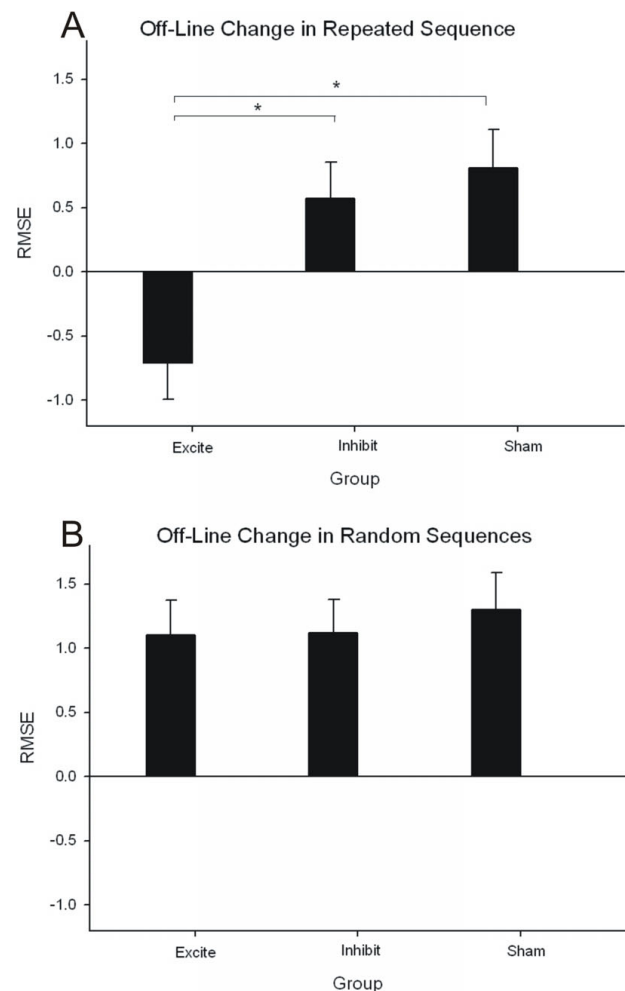 A
Off-Line Change in Repeated Sequence
1.5
*
*
1.0
0.5
RMSE
0.0
-0.5
-1.0
Excite Inhibit Sham
Group
B
Off-Line Change in Random Sequences
1.5
1.0
0.5
RMSE
0.0
-0.5
-1.0
Excite Inhibit Sham
Group